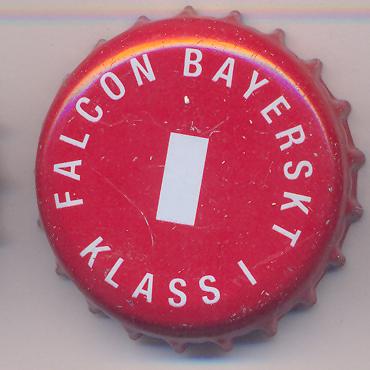 FALCON BAYERSKT
KLASS I